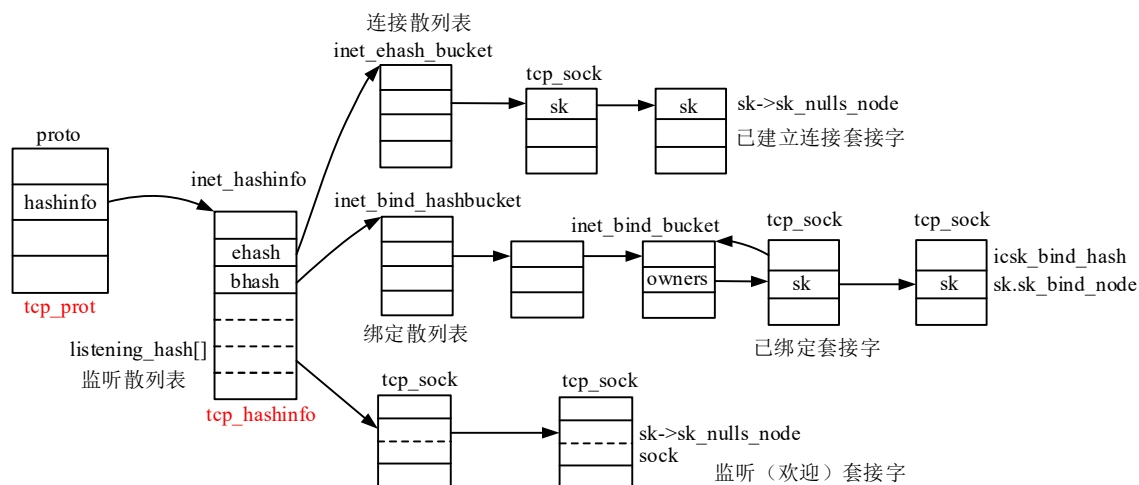 连接散列表
inet_ehash_bucket
tcp_sock
sk
sk
sk->sk_nulls_node
已建立连接套接字
proto
hashinfo
tcp_prot
inet_hashinfo
ehash
bhash
listening_hash[]
监听散列表
tcp_hashinfo
inet_bind_hashbucket
绑定散列表
inet_bind_bucket
owners
tcp_sock
sk
tcp_sock
sk
icsk_bind_hash
sk.sk_bind_node
已绑定套接字
tcp_sock
tcp_sock
sk->sk_nulls_node
sock
监听（欢迎）套接字